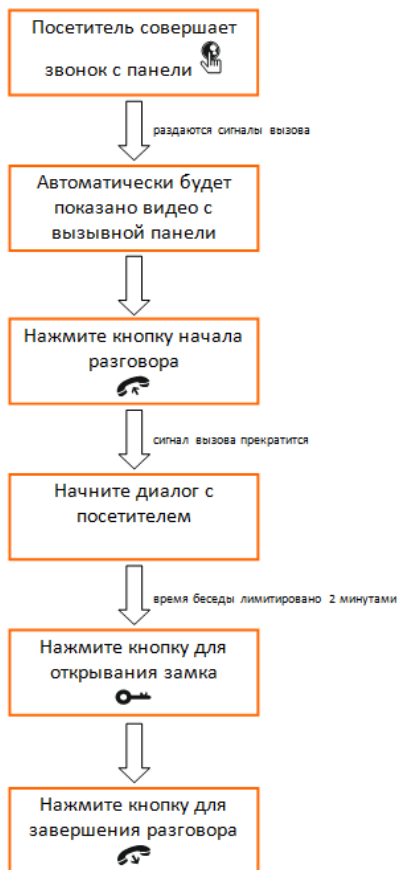 Посетитель совершает
звонок с панели
раздаются сигналы вызова
Автоматически будет
показано видео с
вызывной панели
Нажмите кнопку начала
разговора
сигнал вызова прекратится
Начните диалог с
посетителем
время беседы лимитировано 2 минутами
Нажмите кнопку для
открывания замка
Нажмите кнопку для
завершения разговора